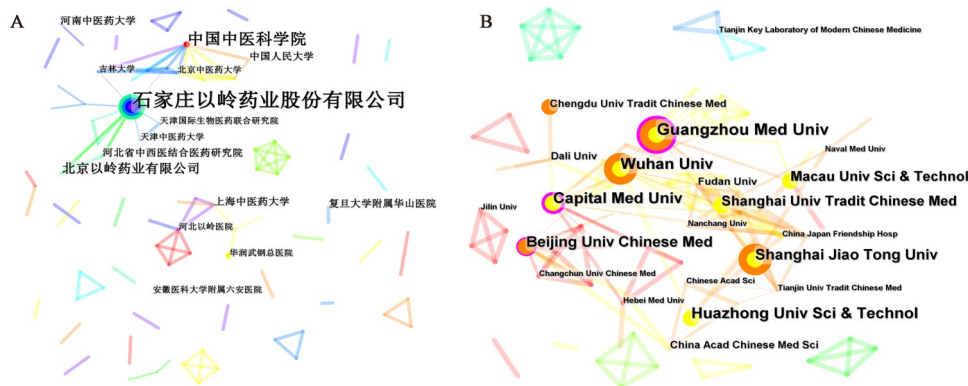 A
河南中医药大学
中国中医科学院
中国人民大学
吉林大学
北京中医药大学
石家庄以岭药业股份有限公司
天津国际生物医药联合研究院
天津中医药大学
河北省中西医结合医药研究院
北京以岭药业有限公司
上海中医药大学
复旦大学附属华山医院
河北以岭医院
华润武钢总医院
安徽医科大学附属六安医院
B
Tianjin Key Laboratory of Modern Chinese Medicine
Chengdu Univ Tradit Chinese Med
Guangzhou Med Univ
Naval Med Univ
Dali Univ
Wuhan Univ
Macau Univ Sci & Technol
Fudan Univ
Capital Med Univ
Shanghai Univ Tradit Chinese Med
Jilin Univ
Nanchang Univ
China Japan Friendship Hosp
Beijing Univ Chinese Med
Shanghai Jiao Tong Univ
Changchun Univ Chinese Med
Chinese Acad Sci
Tianjin Univ Tradit Chinese Med
Hebei Med Univ
Huazhong Univ Sci & Technol
China Acad Chinese Med Sci